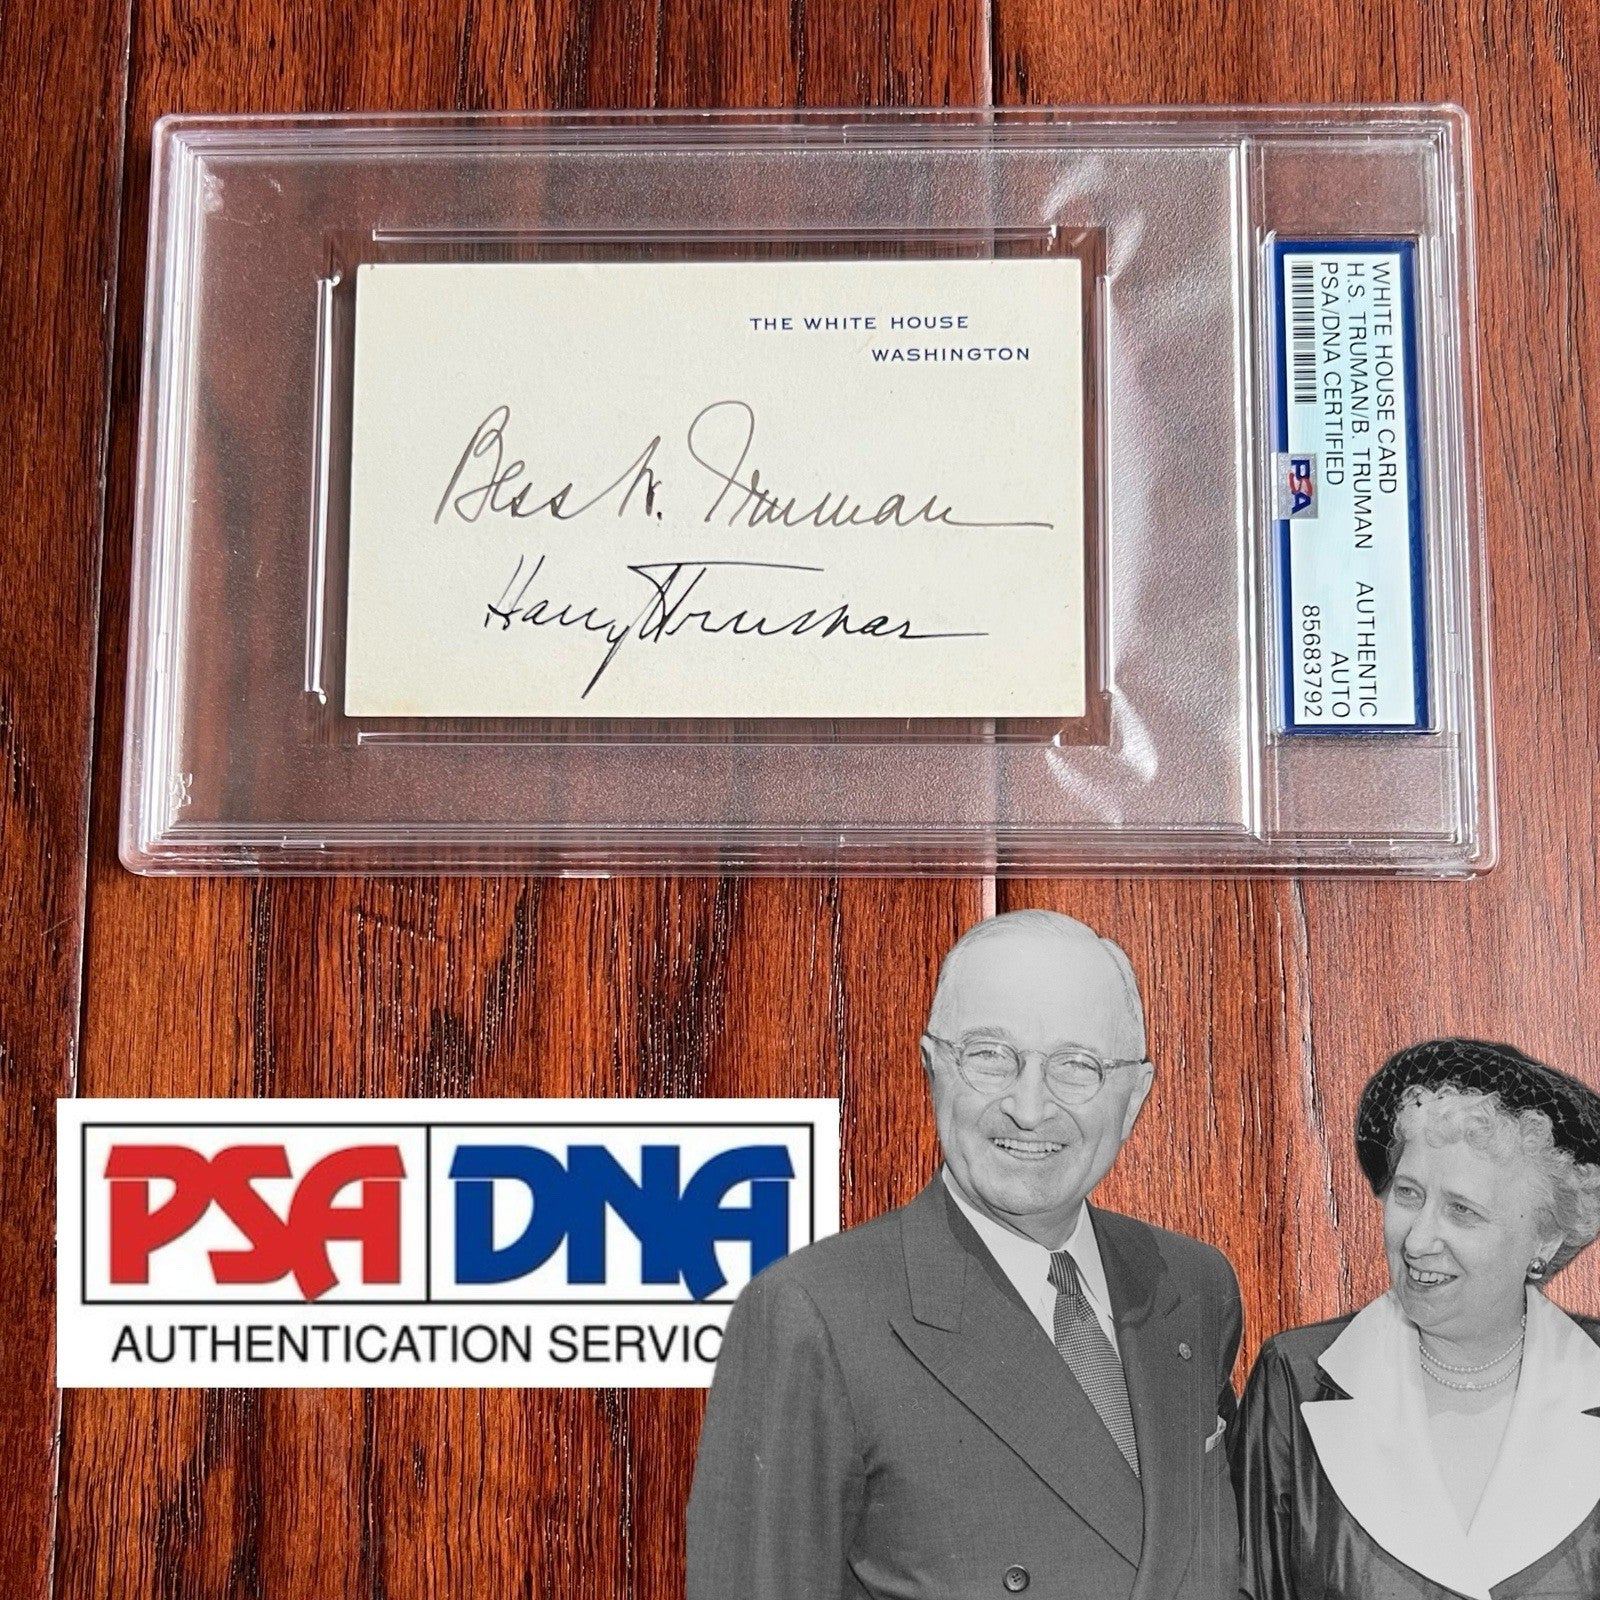 THE WHITE HOUSE
WASHINGTON
Bess W. Truman
Harry S Truman
WHITE HOUSE CARD
H.S. TRUMAN/B. TRUMAN AUTHENTIC
PSA/DNA CERTIFIED AUTO
85683792
PSA
PSA DNA
AUTHENTICATION SERVIC